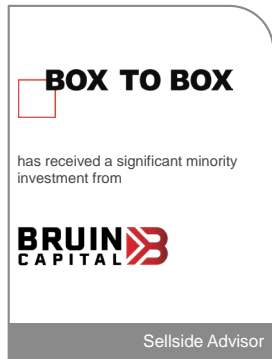 BOX TO BOX
has received a significant minority
investment from
BRUIN
CAPITAL
Sellside Advisor